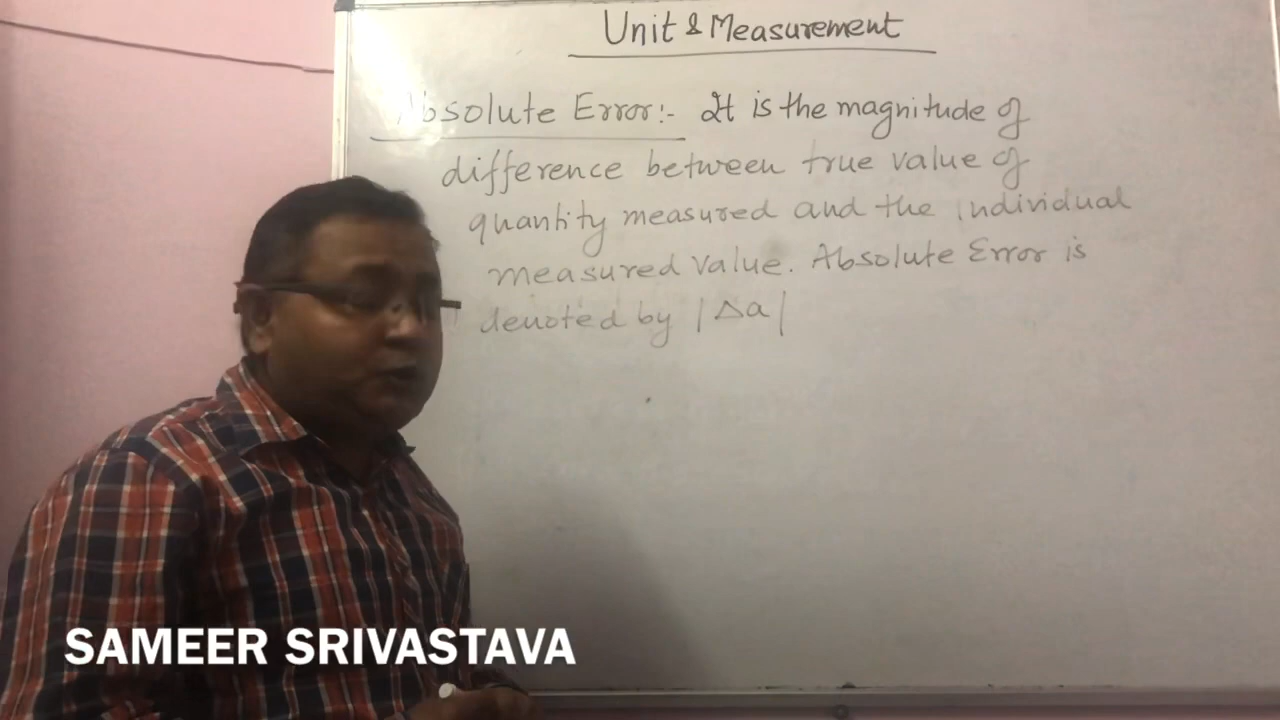 Unit & Measurement
Absolute Error:- It is the magnitude of
difference between true value of
quantity measured and the individual
measured value. Absolute Error is
denoted by |Δa|
SAMEER SRIVASTAVA